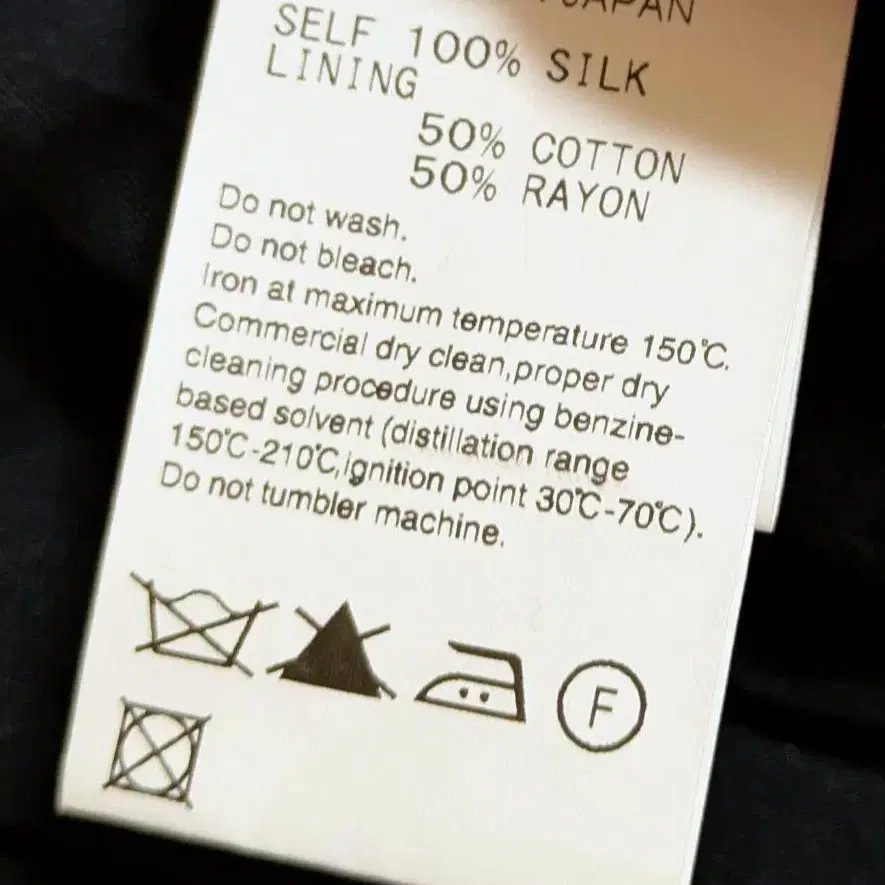 JAPAN
SELF 100% SILK
LINING
50% COTTON
50% RAYON
Do not wash.
Do not bleach.
Iron at maximum temperature 150℃.
Commercial dry clean,proper dry
cleaning procedure using benzine-
based solvent (distillation range
150℃-210℃,ignition point 30℃-70℃).
Do not tumbler machine.
F